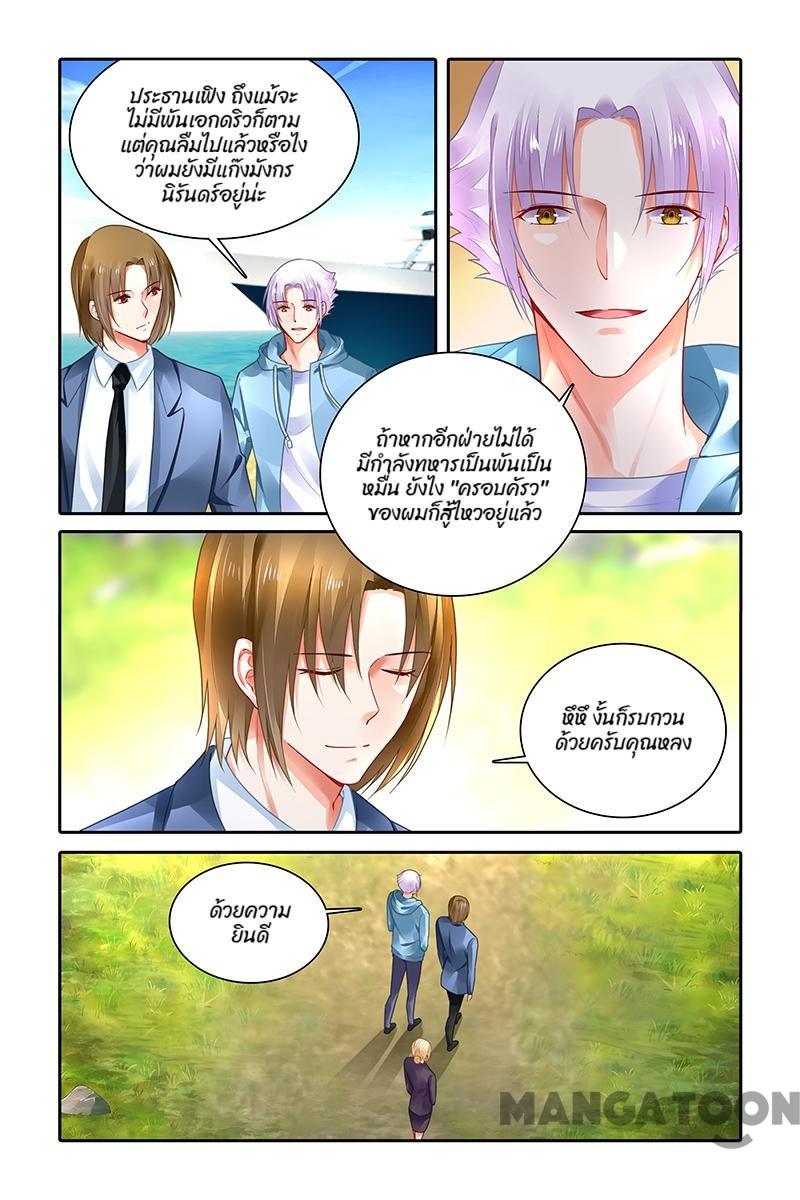 ประธานเฟิง ถึงแม้จะ
ไม่มีพันเอกดริวก็ตาม
แต่คุณลืมไปแล้วหรือไง
ว่าผมยังมีแก๊งมังกร
นิรันดร์อยู่น่ะ
ถ้าหากอีกฝ่ายไม่ได้
มีกำลังทหารเป็นพันเป็น
หมื่น ยังไง "ครอบคัรว"
ของผมก็สู้ไหวอยู่แล้ว
หึหึ งั้นก็รบกวน
ด้วยครับคุณหลง
ด้วยความ
ยินดี
MANGATOON